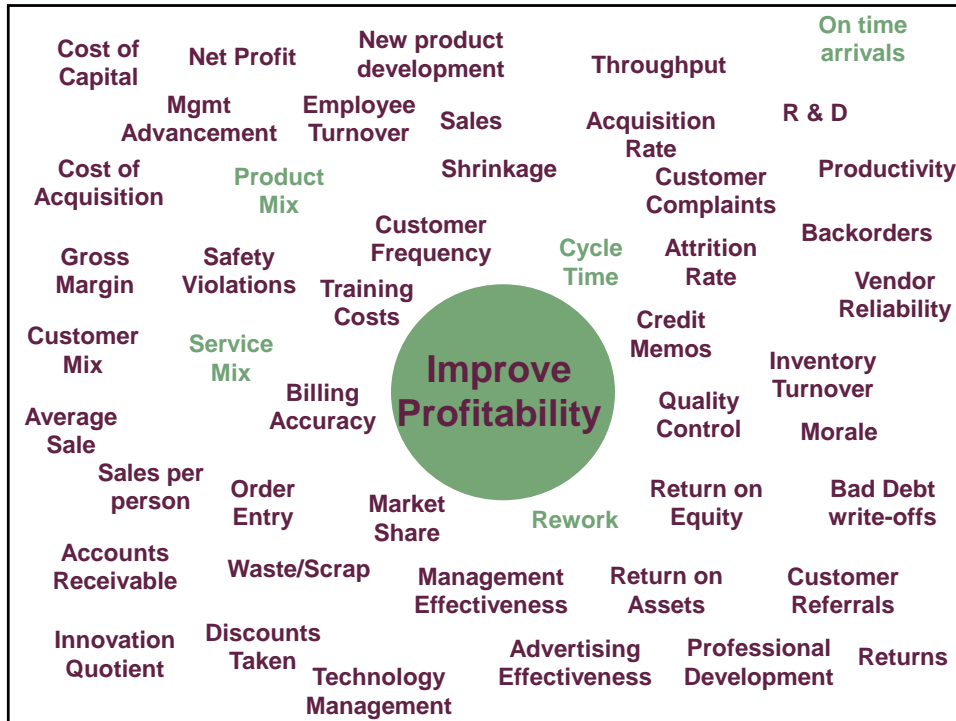 On time
arrivals
Cost of
Capital
Net Profit
New product
development
Throughput
Mgmt
Advancement
Employee
Turnover
Sales
Acquisition
Rate
R & D
Cost of
Acquisition
Product
Mix
Shrinkage
Customer
Complaints
Productivity
Customer
Frequency
Cycle
Time
Attrition
Rate
Backorders
Gross
Margin
Safety
Violations
Training
Costs
Vendor
Reliability
Customer
Mix
Service
Mix
Credit
Memos
Improve
Profitability
Inventory
Turnover
Billing
Accuracy
Quality
Control
Morale
Average
Sale
Sales per
person
Order
Entry
Market
Share
Rework
Return on
Equity
Bad Debt
write-offs
Accounts
Receivable
Waste/Scrap
Management
Effectiveness
Return on
Assets
Customer
Referrals
Innovation
Quotient
Discounts
Taken
Technology
Management
Advertising
Effectiveness
Professional
Development
Returns